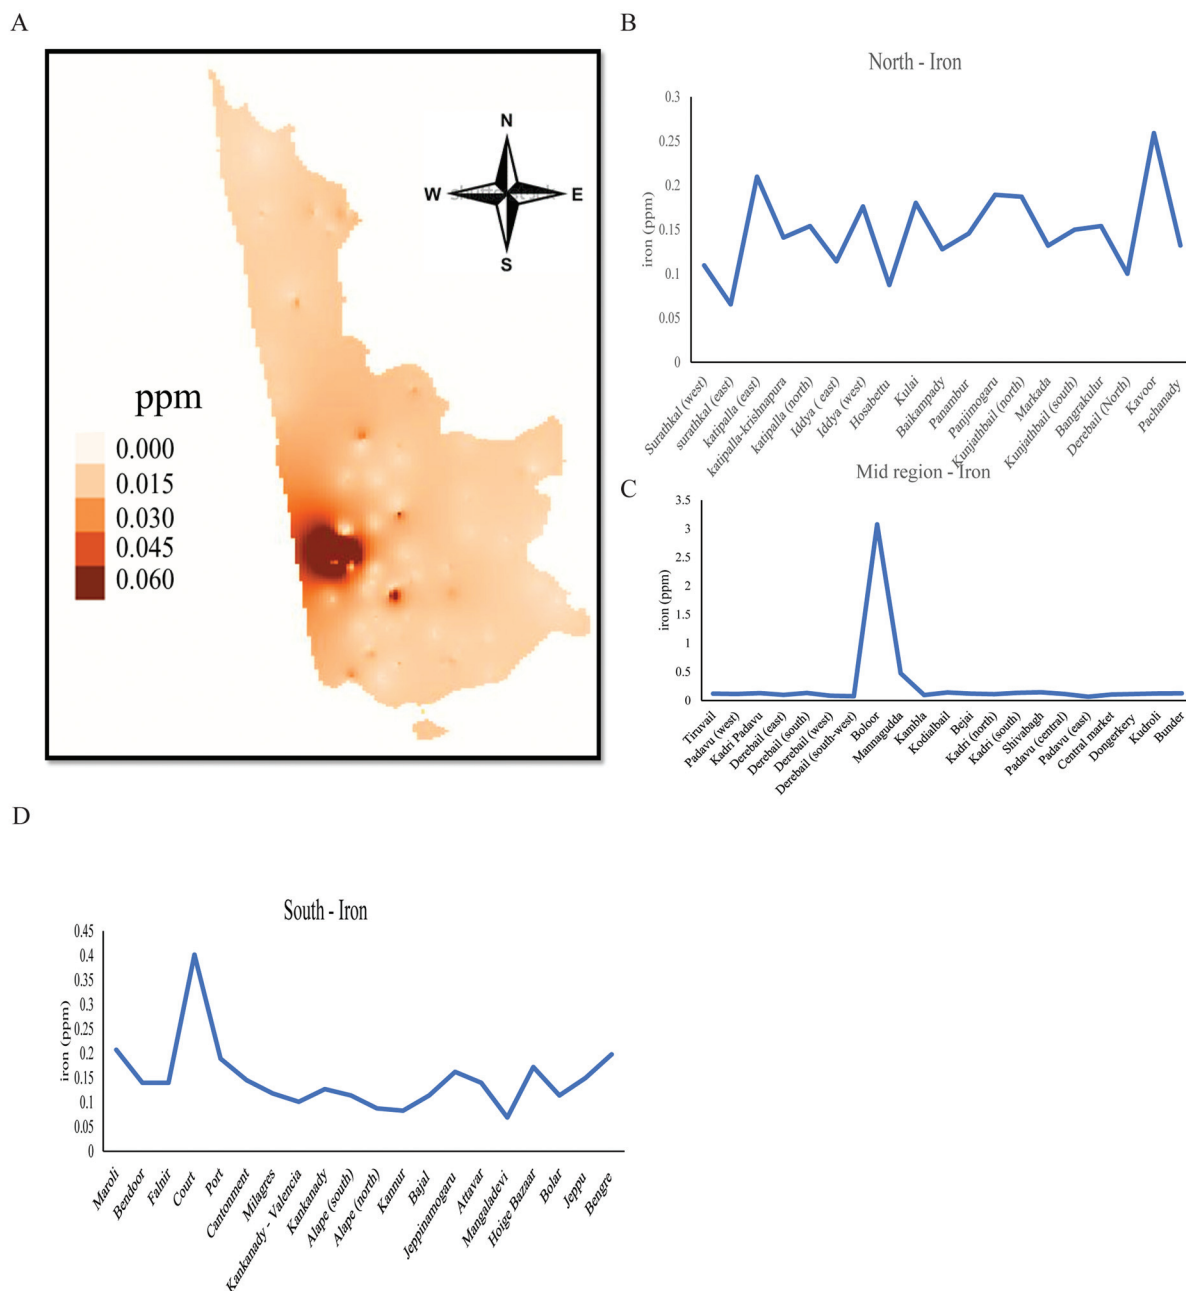 A
N
W
E
S
ppm
0.000
0.015
0.030
0.045
0.060
B
North - Iron
iron (ppm)
0.3
0.25
0.2
0.15
0.1
0.05
0
Surathkal (west)
surathkal (east)
katipalla (east)
katipalla-krishnapura
katipalla (north)
Iddya ( east)
Iddya (west)
Hosabettu
Kulai
Baikampady
Panambur
Panjimogaru
Kunjathbail (north)
Markada
Kunjathbail (south)
Bangrakulur
Derebail (North)
Kavoor
Pachanady
C
Mid region - Iron
iron (ppm)
3.5
3
2.5
2
1.5
1
0.5
0
Tiruvail
Padavu (west)
Kadri Padavu
Derebail (east)
Derebail (south)
Derebail (west)
Derebail (south-west)
Boloor
Mannagudda
Kambla
Kodialbail
Bejai
Kadri (north)
Kadri (south)
Shivabagh
Padavu (central)
Padavu (east)
Central market
Dongerkery
Kudroli
Bunder
D
South - Iron
iron (ppm)
0.45
0.4
0.35
0.3
0.25
0.2
0.15
0.1
0.05
0
Maroli
Bendoor
Falnir
Court
Port
Cantonment
Milagres
Kankanady - Valencia
Kankanady
Alape (south)
Alape (north)
Kannur
Bajal
Jeppinamogaru
Attavar
Mangaladevi
Hoige Bazaar
Bolar
Jeppu
Bengre